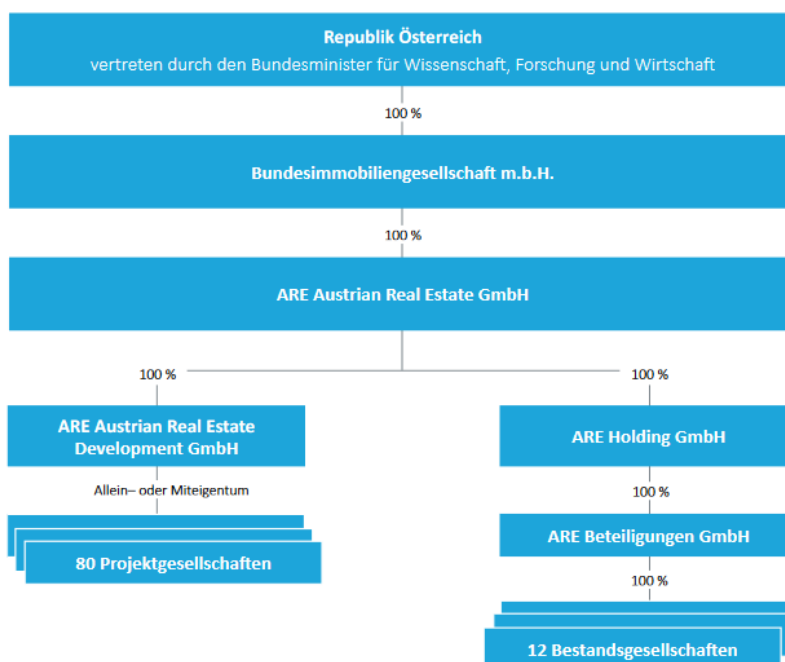 Republik Österreich
vertreten durch den Bundesminister für Wissenschaft, Forschung und Wirtschaft
100 %
Bundesimmobiliengesellschaft m.b.H.
100 %
ARE Austrian Real Estate GmbH
100 %
100 %
ARE Austrian Real Estate
Development GmbH
ARE Holding GmbH
Allein– oder Miteigentum
100 %
80 Projektgesellschaften
ARE Beteiligungen GmbH
100 %
12 Bestandsgesellschaften